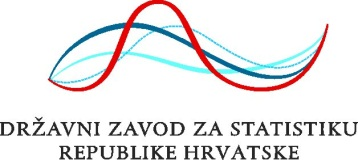 DRŽAVNI ZAVOD ZA STATISTIKU
REPUBLIKE HRVATSKE